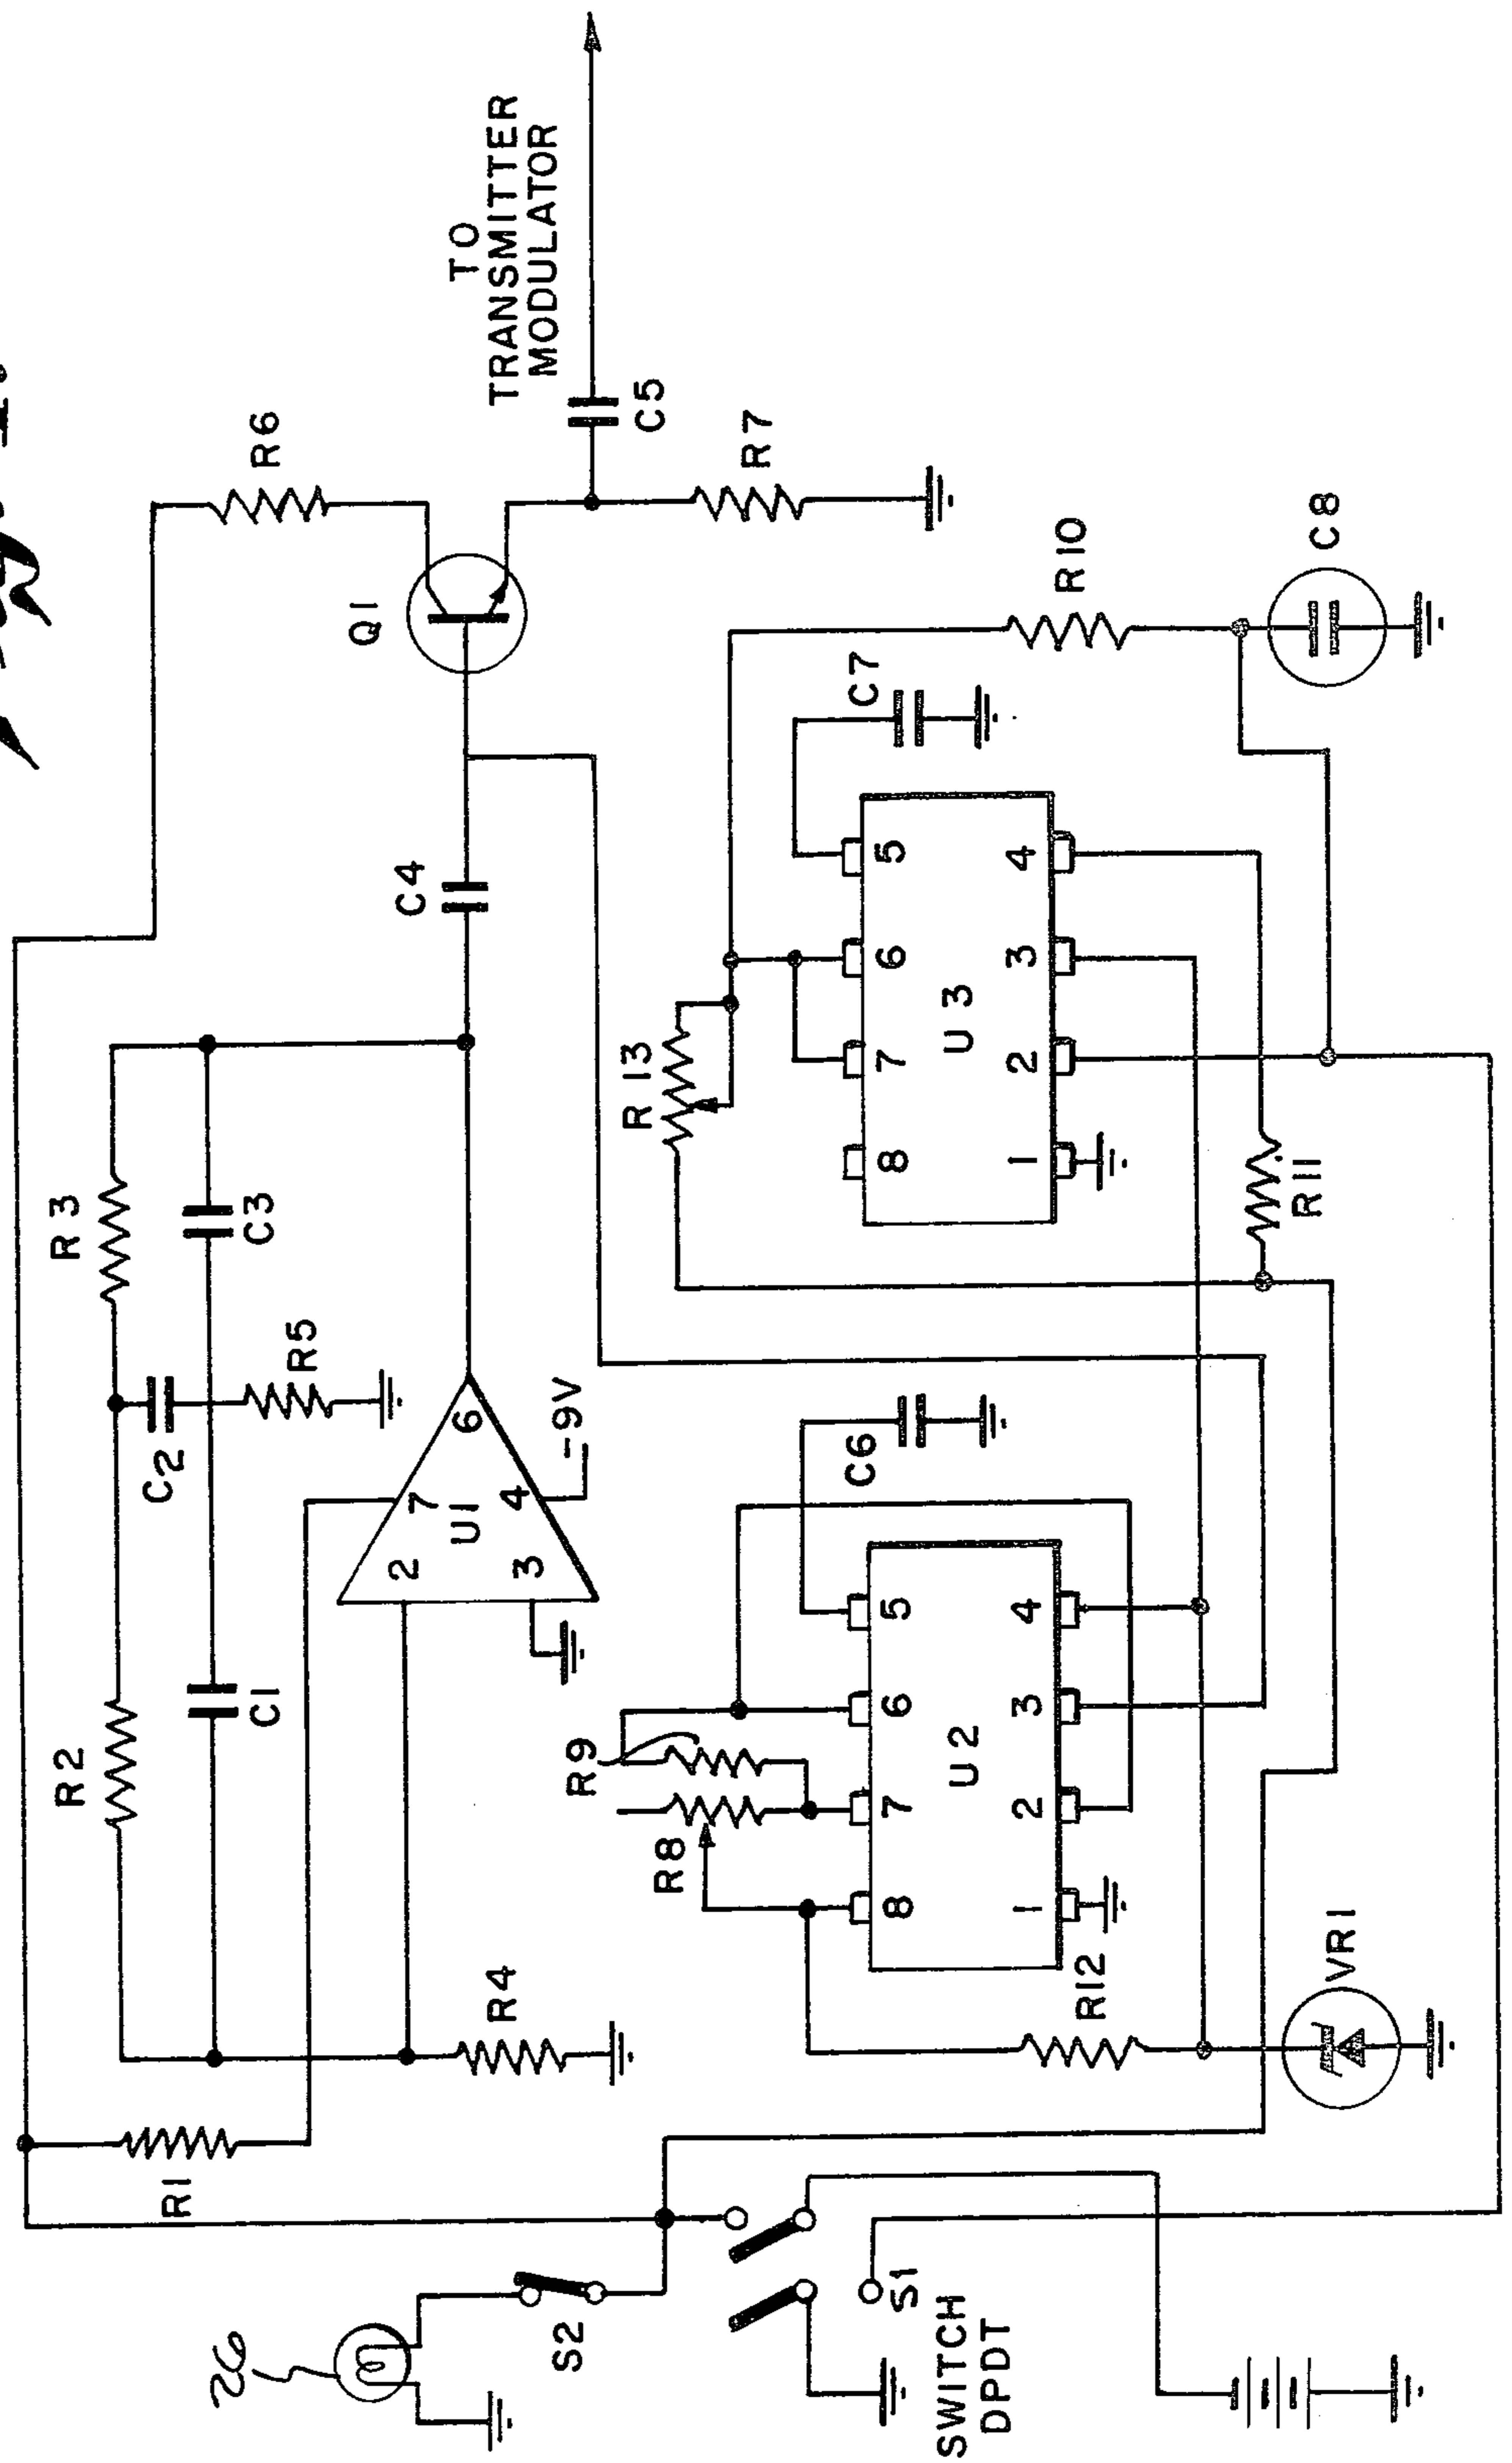 R2
R3
R1
C1
C2
C3
R5
R6
26
R4
2
7
U1
6
3
4
-9V
C4
Q1
TO
TRANSMITTER
MODULATOR
S2
R9
R8
R13
C5
C6
R7
C7
8
7
6
5
U2
1
2
3
4
8
7
6
5
U3
1
2
3
4
S1
SWITCH
DPDT
R12
R10
R11
VR1
C8